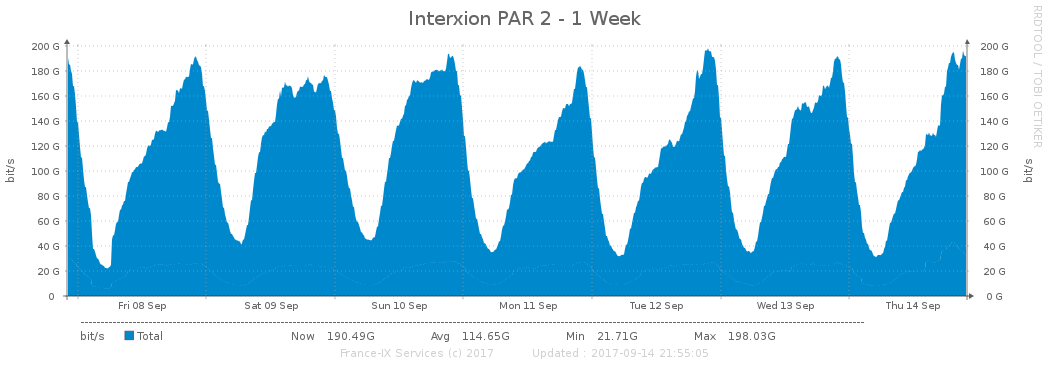 Interxion PAR 2 - 1 Week
RRDTOOL / TOBI OETIKER
bit/s
bit/s
200 G
180 G
160 G
140 G
120 G
100 G
80 G
60 G
40 G
20 G
0
200 G
180 G
160 G
140 G
120 G
100 G
80 G
60 G
40 G
20 G
0 G
Fri 08 Sep Sat 09 Sep Sun 10 Sep Mon 11 Sep Tue 12 Sep Wed 13 Sep Thu 14 Sep
bit/s Total Now 190.49G Avg 114.65G Min 21.71G Max 198.03G
France-IX Services (c) 2017 Updated : 2017-09-14 21:55:05